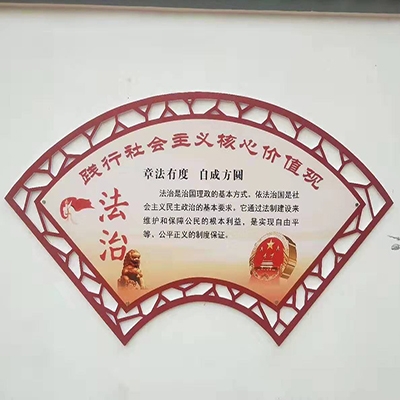 践行社会主义核心价值观
章法有度 自成方圆
法治
法治是治国理政的基本方式，依法治国是社
会主义民主政治的基本要求，它通过法制建设来
维护和保障公民的根本利益，是实现自由平
等、公平正义的制度保证。